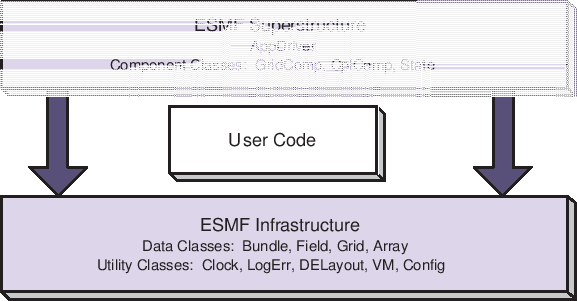 ESMF Superstructure
AppDriver
Component Classes:  GridComp, CplComp, State
User Code
ESMF Infrastructure
Data Classes:  Bundle, Field, Grid, Array
Utility Classes:  Clock, LogErr, DELayout, VM, Config